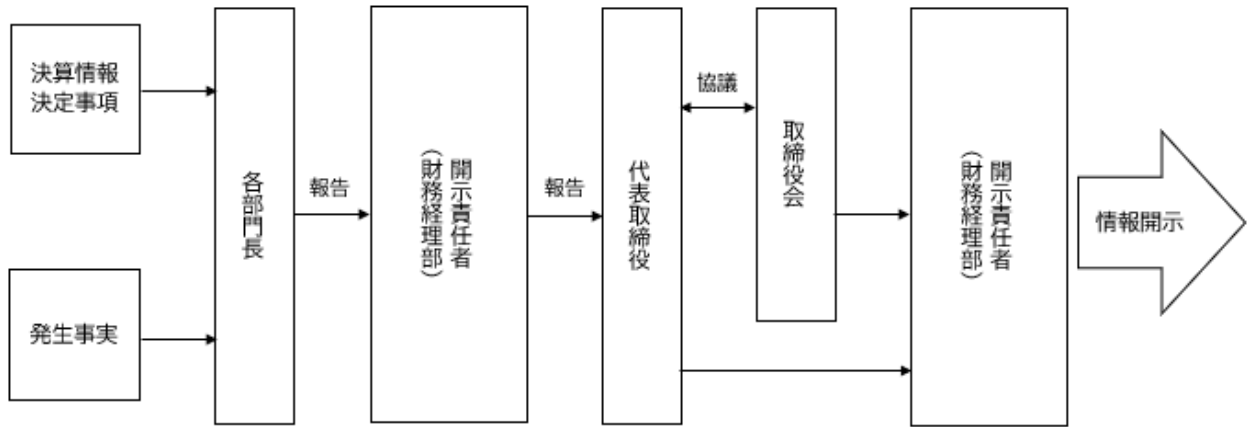 決算情報
決定事項
発生事実
各部門長
報告
開示責任者
（財務経理部）
報告
代表取締役
協議
取締役会
開示責任者
（財務経理部）
情報開示